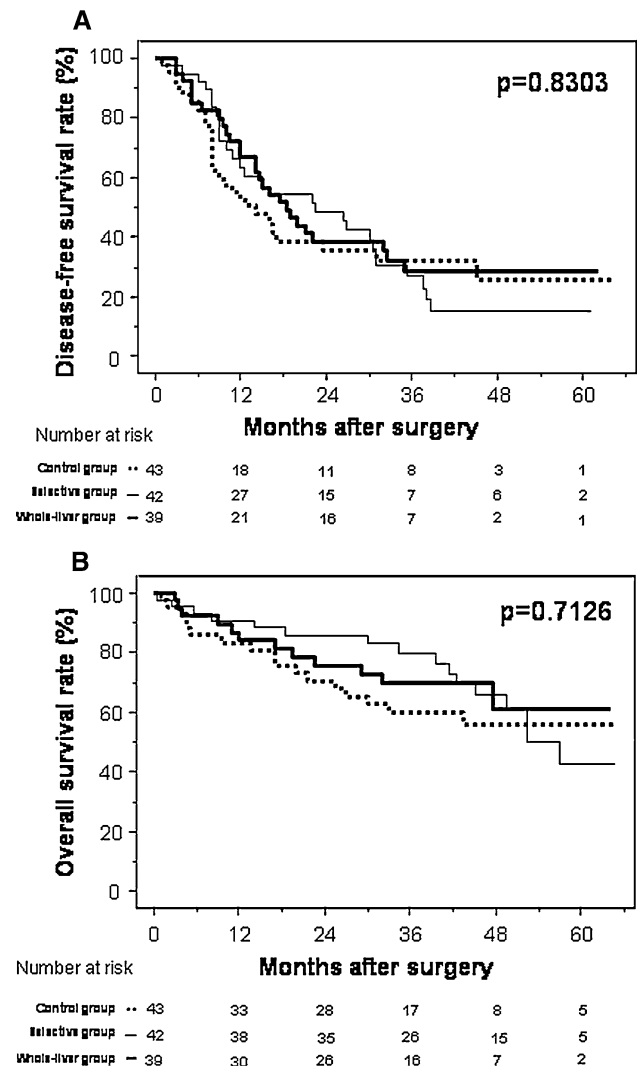 A
Disease-free survival rate (%)
100
80
60
40
20
0
p=0.8303
0 12 24 36 48 60
Months after surgery
Number at risk
Control group 43 18 11 8 3 1
Selective group 42 27 15 7 6 2
Whole-liver group 39 21 16 7 2 1
B
Overall survival rate (%)
100
80
60
40
20
0
p=0.7126
0 12 24 36 48 60
Months after surgery
Number at risk
Control group 43 33 28 17 8 5
Selective group 42 38 35 26 15 5
Whole-liver group 39 30 26 16 7 2